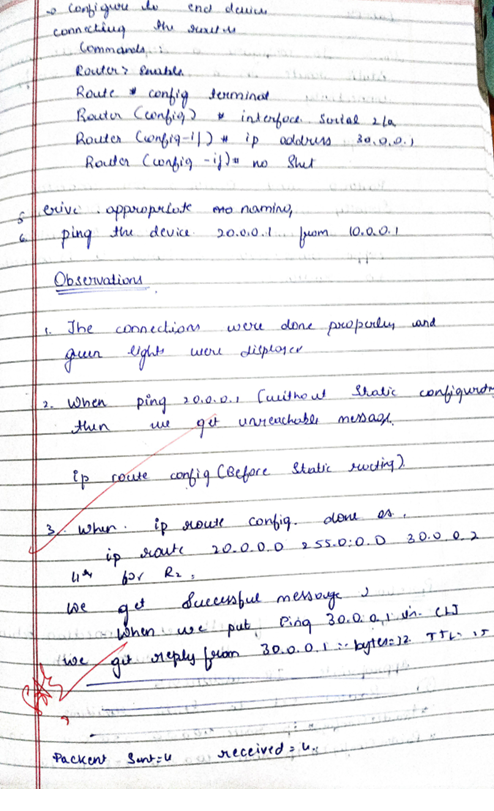 → configure to end device
connecting the routers
Commands :
Router > enable
Route # config terminal
Router (config) # interface serial 2/0
Router (config-if) # ip address 30.0.0.1
Router (config -if)# no Shut
5 Give appropriate naming
6. ping the device 20.0.0.1 from 10.0.0.1
Observations
1. The connections were done properly and
green lights were displayed
2. When ping 20.0.0.1 (without static configuration
then we get unreachable message.
ip route config (Before static routing)
3. When ip route config. done as,
ip route 20.0.0.0 255.0.0.0 30.0.0.2
for R2,
We get Successful message
When we put Ping 30.0.0.1 in CLI
We get reply from 30.0.0.1 : bytes=32
Packent Sent=4 received = 4.